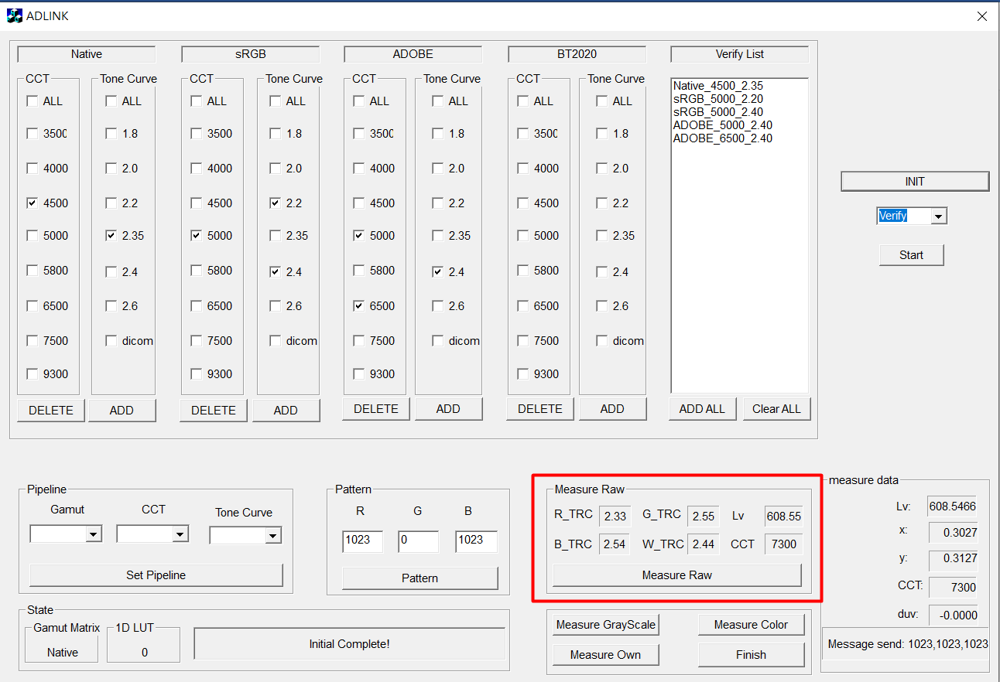 ADLINK
Native sRGB ADOBE BT2020 Verify List
CCT Tone Curve CCT Tone Curve CCT Tone Curve CCT Tone Curve
ALL ALL ALL ALL ALL ALL ALL ALL
3500 1.8 3500 1.8 3500 1.8 3500 1.8
4000 2.0 4000 2.0 4000 2.0 4000 2.0
4500 2.2 4500 2.2 4500 2.2 4500 2.2
5000 2.35 5000 2.35 5000 2.35 5000 2.35
5800 2.4 5800 2.4 5800 2.4 5800 2.4
6500 2.6 6500 2.6 6500 2.6 6500 2.6
7500 dicom 7500 dicom 7500 dicom 7500 dicom
9300 9300 9300 9300
DELETE ADD DELETE ADD DELETE ADD DELETE ADD
Native_4500_2.35
sRGB_5000_2.20
sRGB_5000_2.40
ADOBE_5000_2.40
ADOBE_6500_2.40
ADD ALL Clear ALL
INIT
Verify
Start
Pipeline
Gamut CCT Tone Curve
Set Pipeline
Pattern
R G B
1023 0 1023
Pattern
Measure Raw
R_TRC 2.33 G_TRC 2.55 Lv 608.55
B_TRC 2.54 W_TRC 2.44 CCT 7300
Measure Raw
measure data
Lv: 608.5466
x: 0.3027
y: 0.3127
CCT: 7300
duv: -0.0000
Message send: 1023,1023,1023
State
Gamut Matrix 1D LUT
Native 0
Initial Complete!
Measure GrayScale Measure Color
Measure Own Finish